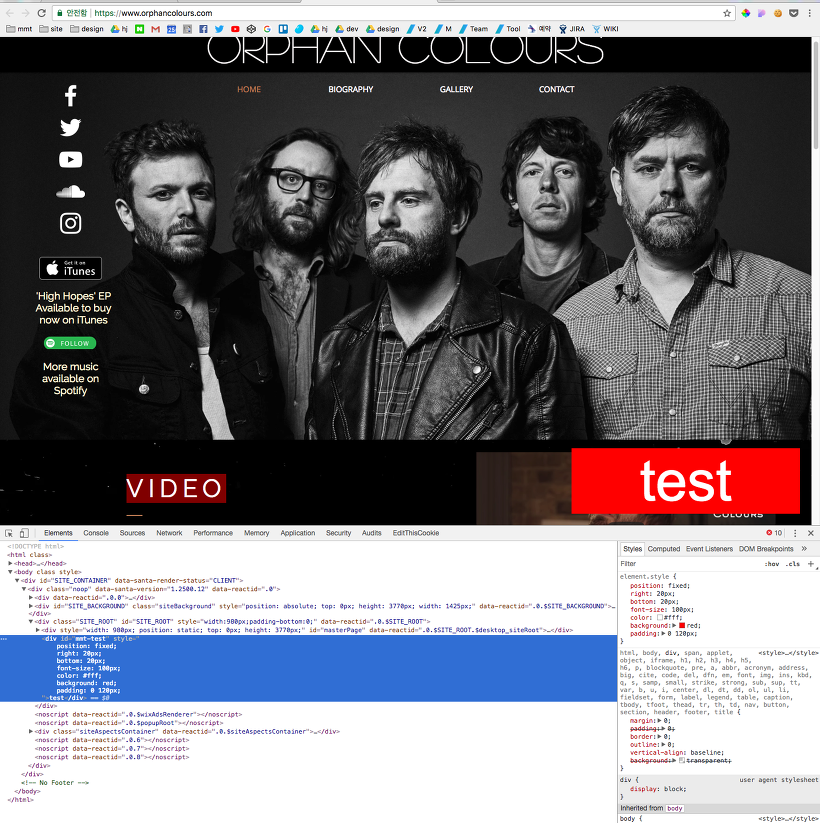 안전함 https://www.orphancolours.com
mmt site design hj 28 hj dev design V2 M Team Tool 예약 JIRA WIKI
ORPHAN COLOURS
HOME BIOGRAPHY GALLERY CONTACT
Get it on
iTunes
'High Hopes' EP
Available to buy
now on iTunes
FOLLOW
More music
available on
Spotify
VIDEO
test
COLOURS
Elements Console Sources Network Performance Memory Application Security Audits EditThisCookie 10
<!DOCTYPE html>
<html class>
<head>…</head>
<body class style>
<div id="SITE_CONTAINER" data-santa-render-status="CLIENT">
<div class="noop" data-santa-version="1.2500.12" data-reactid=".0">
<div data-reactid=".0.0">…</div>
<div id="SITE_BACKGROUND" class="siteBackground" style="position: absolute; top: 0px; height: 3770px; width: 1425px;" data-reactid=".0.$SITE_BACKGROUND">…
</div>
<div class="SITE_ROOT" id="SITE_ROOT" style="width:980px;padding-bottom:0;" data-reactid=".0.$SITE_ROOT">
<div style="width: 980px; position: static; top: 0px; height: 3770px;" id="masterPage" data-reactid=".0.$SITE_ROOT.$desktop_siteRoot">…</div>
<div id="mmt-test" style="
position: fixed;
right: 20px;
bottom: 20px;
font-size: 100px;
color: #fff;
background: red;
padding: 0 120px;
">test</div> == $0
</div>
<noscript data-reactid=".0.$wixAdsRenderer"></noscript>
<noscript data-reactid=".0.$popupRoot"></noscript>
<div class="siteAspectsContainer" data-reactid=".0.$siteAspectsContainer">…</div>
<noscript data-reactid=".0.6"></noscript>
<noscript data-reactid=".0.7"></noscript>
<noscript data-reactid=".0.8"></noscript>
</div>
</div>
<!-- No Footer -->
</body>
</html>
Styles Computed Event Listeners DOM Breakpoints »
Filter :hov .cls +
element.style {
position: fixed;
right: 20px;
bottom: 20px;
font-size: 100px;
color: #fff;
background: red;
padding: 0 120px;
}
html, body, div, span, applet, <style>…</style>
object, iframe, h1, h2, h3, h4, h5,
h6, p, blockquote, pre, a, abbr, acronym, address,
big, cite, code, del, dfn, em, font, img, ins, kbd,
q, s, samp, small, strike, strong, sub, sup, tt,
var, b, u, i, center, dl, dt, dd, ol, ul, li,
fieldset, form, label, legend, table, caption,
tbody, tfoot, thead, tr, th, td, nav, button,
section, header, footer, title {
margin: 0;
padding: 0;
border: 0;
outline: 0;
vertical-align: baseline;
background: transparent;
}
div { user agent stylesheet
display: block;
}
Inherited from body
body { <style>…</style>